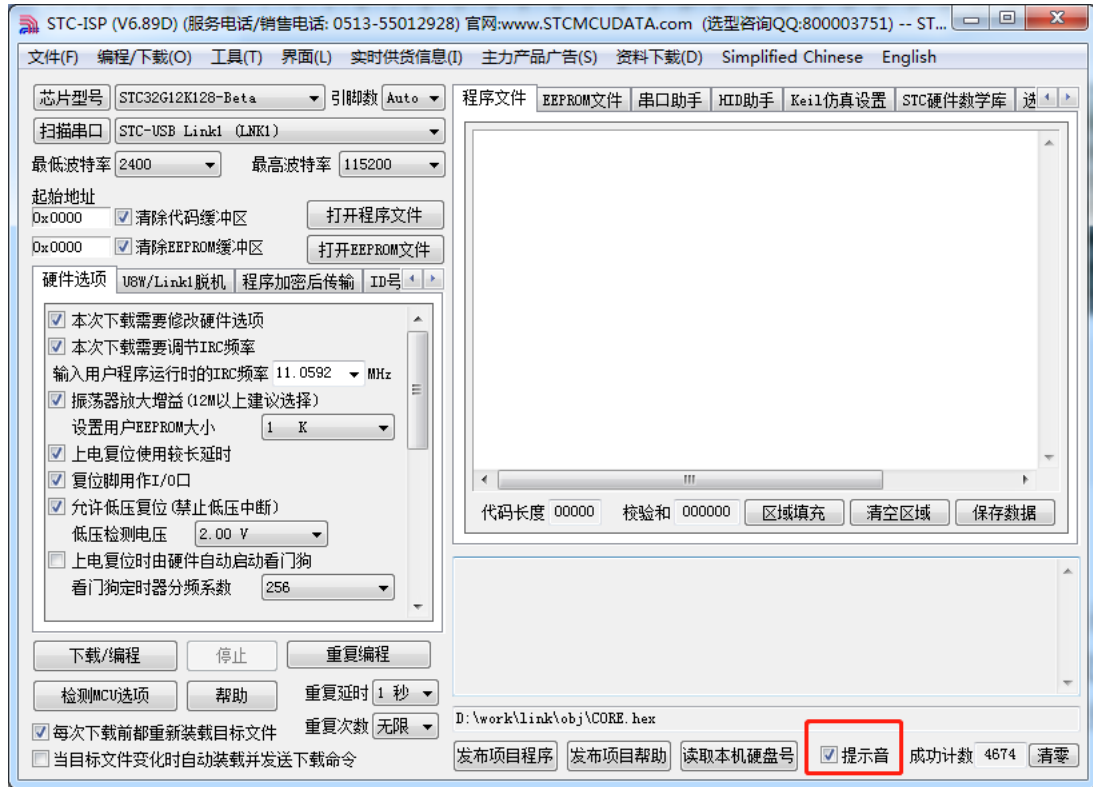 STC-ISP (V6.89D) (服务电话/销售电话: 0513-55012928) 官网:www.STCMCUDATA.com (选型咨询QQ:800003751) -- ST...
文件(F) 编程/下载(O) 工具(T) 界面(L) 实时供货信息(I) 主力产品广告(S) 资料下载(D) Simplified Chinese English
芯片型号 STC32G12K128-Beta 引脚数 Auto
扫描串口 STC-USB Link1 (LNK1)
最低波特率 2400 最高波特率 115200
起始地址
0x0000 清除代码缓冲区 打开程序文件
0x0000 清除EEPROM缓冲区 打开EEPROM文件
硬件选项 U8W/Link1脱机 程序加密后传输 ID号
本次下载需要修改硬件选项
本次下载需要调节IRC频率
输入用户程序运行时的IRC频率 11.0592 MHz
振荡器放大增益(12M以上建议选择)
设置用户EEPROM大小 1 K
上电复位使用较长延时
复位脚用作I/O口
允许低压复位(禁止低压中断)
低压检测电压 2.00 V
上电复位时由硬件自动启动看门狗
看门狗定时器分频系数 256
下载/编程 停止 重复编程
检测MCU选项 帮助 重复延时 1 秒
每次下载前都重新装载目标文件 重复次数 无限
当目标文件变化时自动装载并发送下载命令
程序文件 EEPROM文件 串口助手 HID助手 Keil仿真设置 STC硬件数学库 选
代码长度 00000 校验和 000000 区域填充 清空区域 保存数据
D:\work\link\obj\CORE.hex
发布项目程序 发布项目帮助 读取本机硬盘号 提示音 成功计数 4674 清零